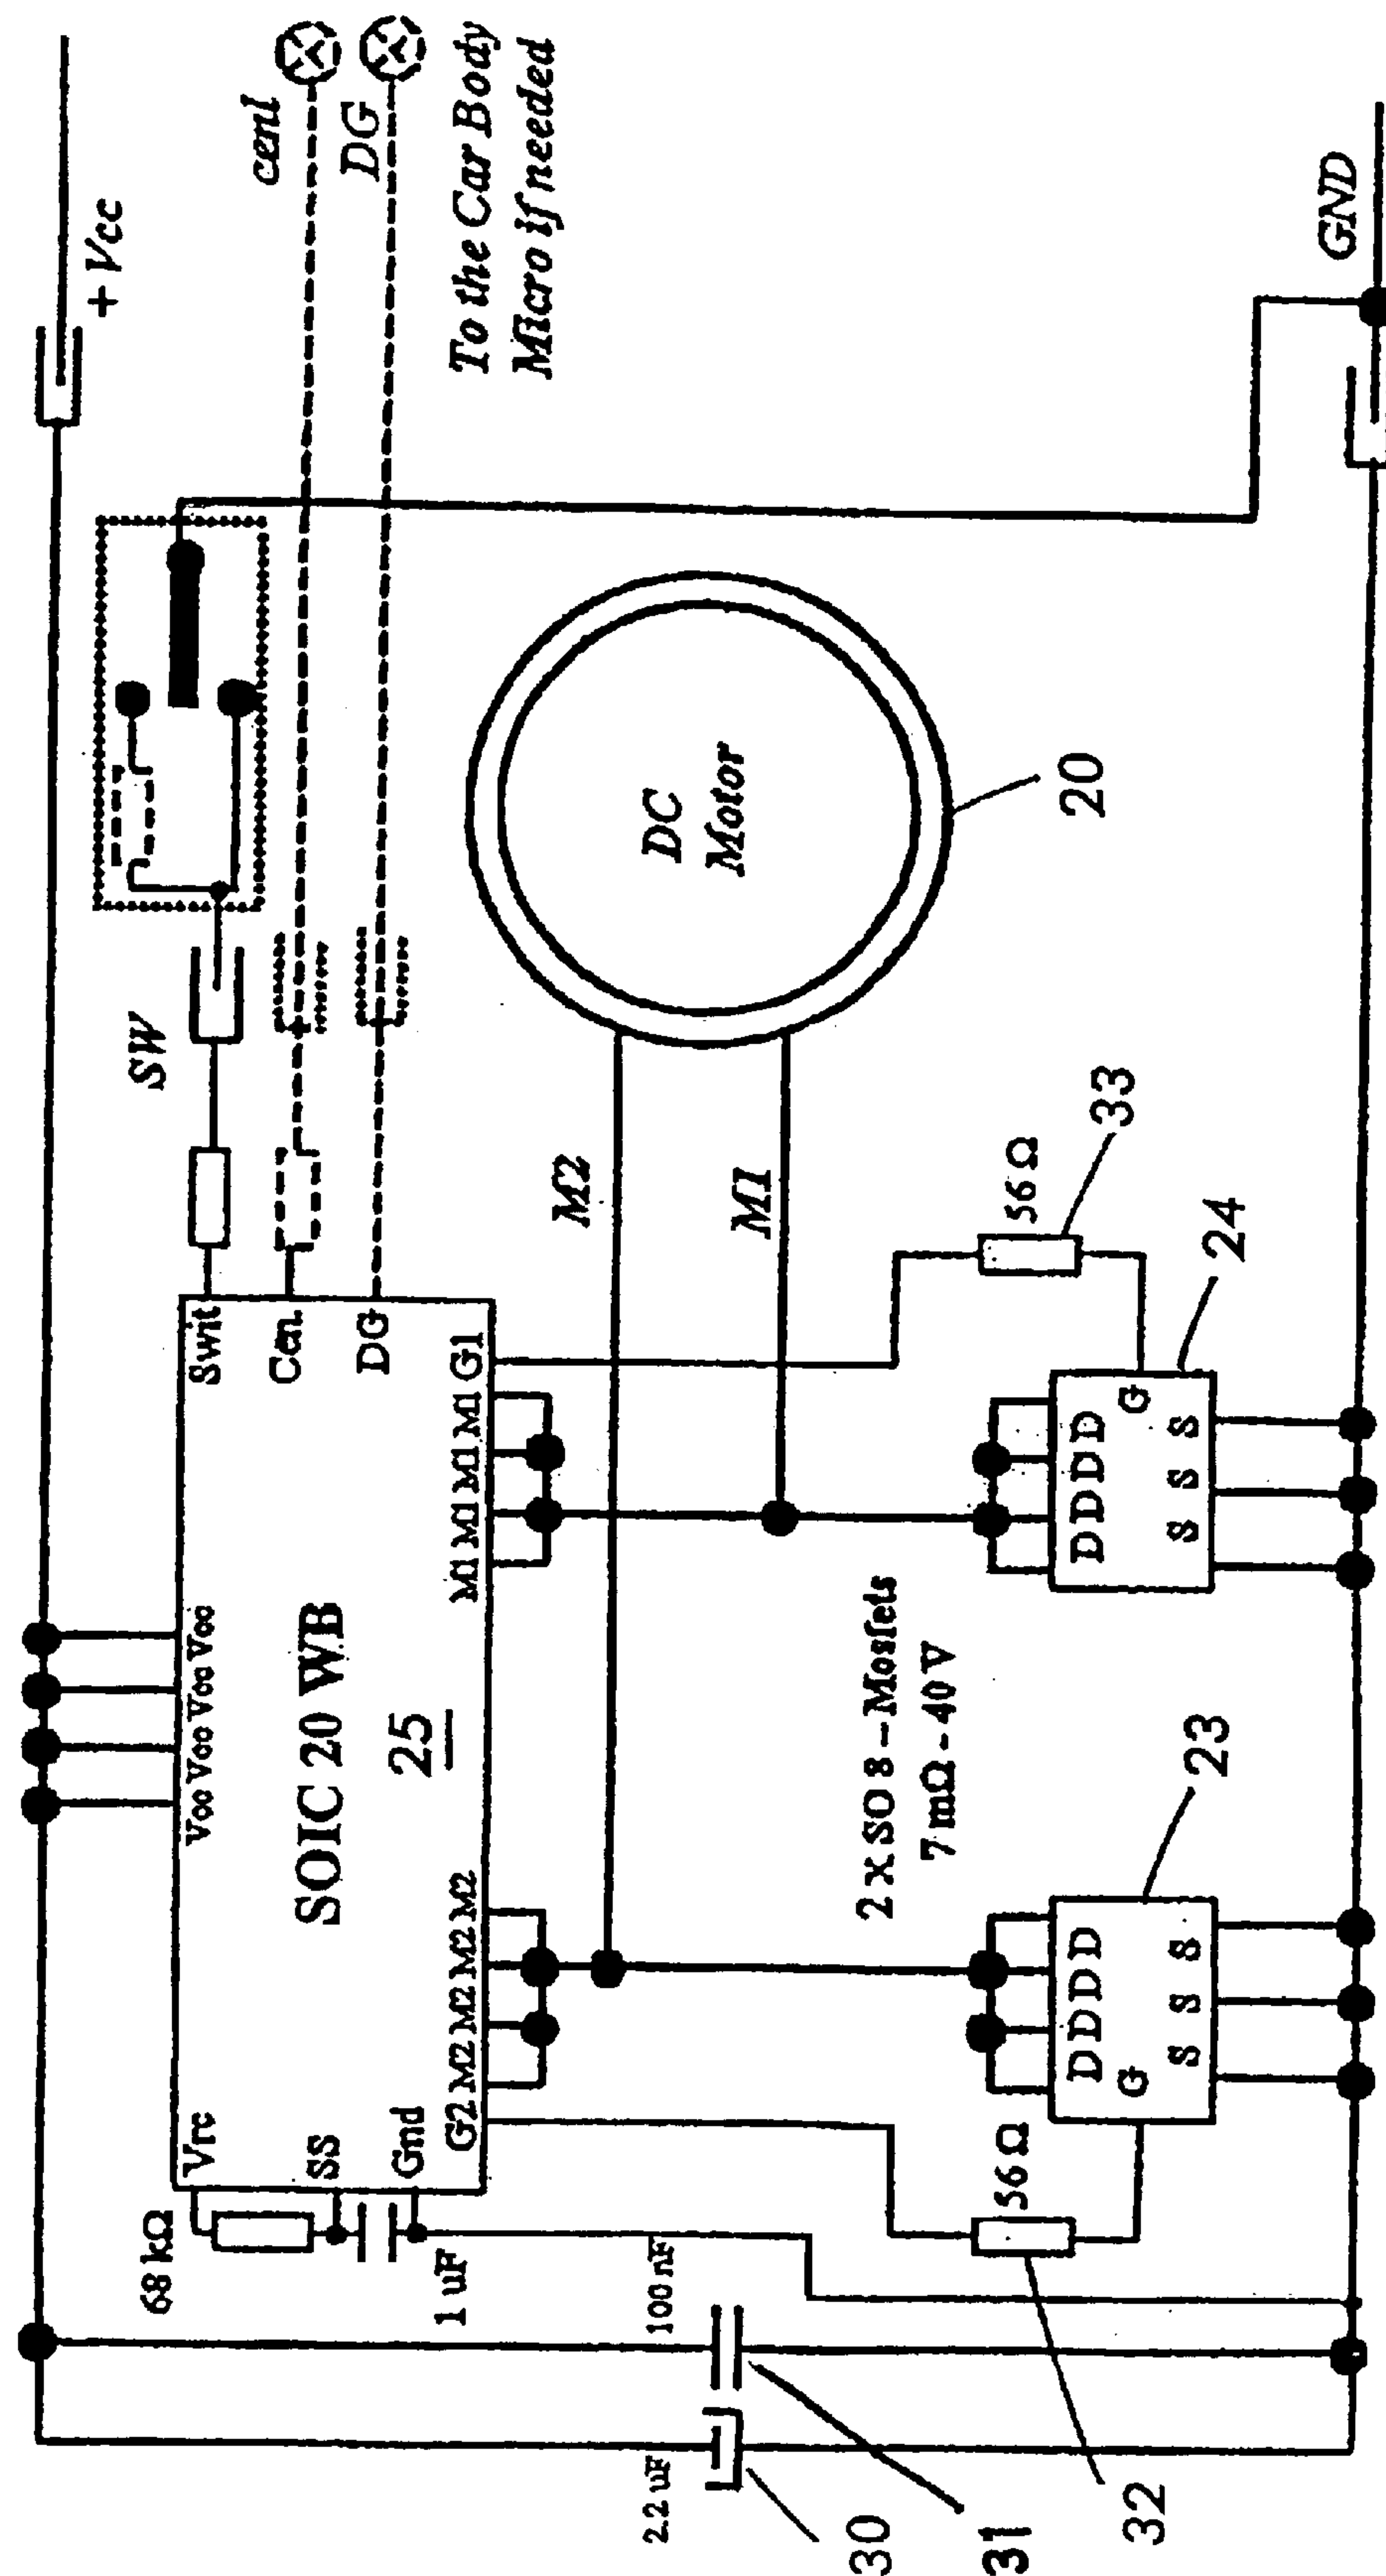 +Vcc
cenl
DG
To the Car Body
Micro if needed
GND
SW
Swit
Cen.
DG
Vcc Vcc Vcc Vcc
SOIC 20 WB
25
Vrc
SS
Gnd
G2 M2 M2 M2 M2
M1 M1 M1 M1 G1
68 kΩ
1 uF
100 nF
2.2 uF
30
31
32
56 Ω
M2
M1
DC
Motor
20
56 Ω
33
2 X SO 8 – Mosfets
7 mΩ - 40 V
D D D D
G
S S S
23
D D D D
G
S S S
24